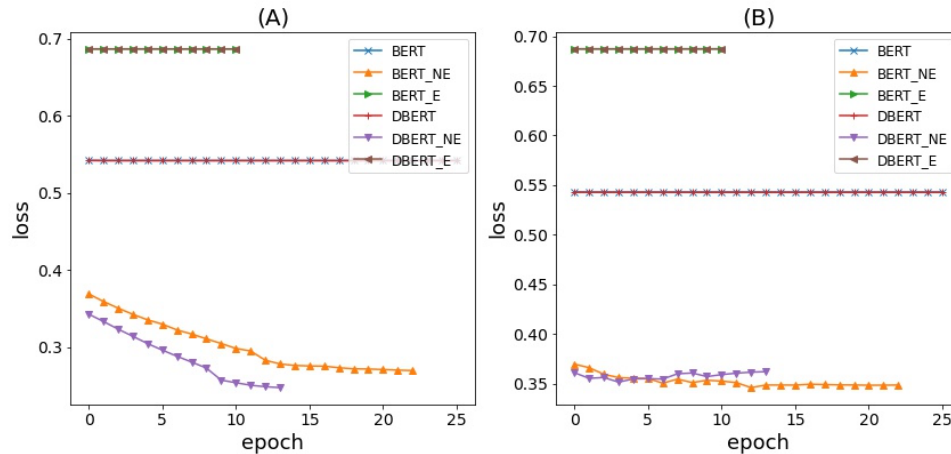 (A)
0.7
0.6
0.5
0.4
0.3
loss
0
5
10
15
20
25
epoch
BERT
BERT_NE
BERT_E
DBERT
DBERT_NE
DBERT_E
(B)
0.70
0.65
0.60
0.55
0.50
0.45
0.40
0.35
loss
0
5
10
15
20
25
epoch
BERT
BERT_NE
BERT_E
DBERT
DBERT_NE
DBERT_E